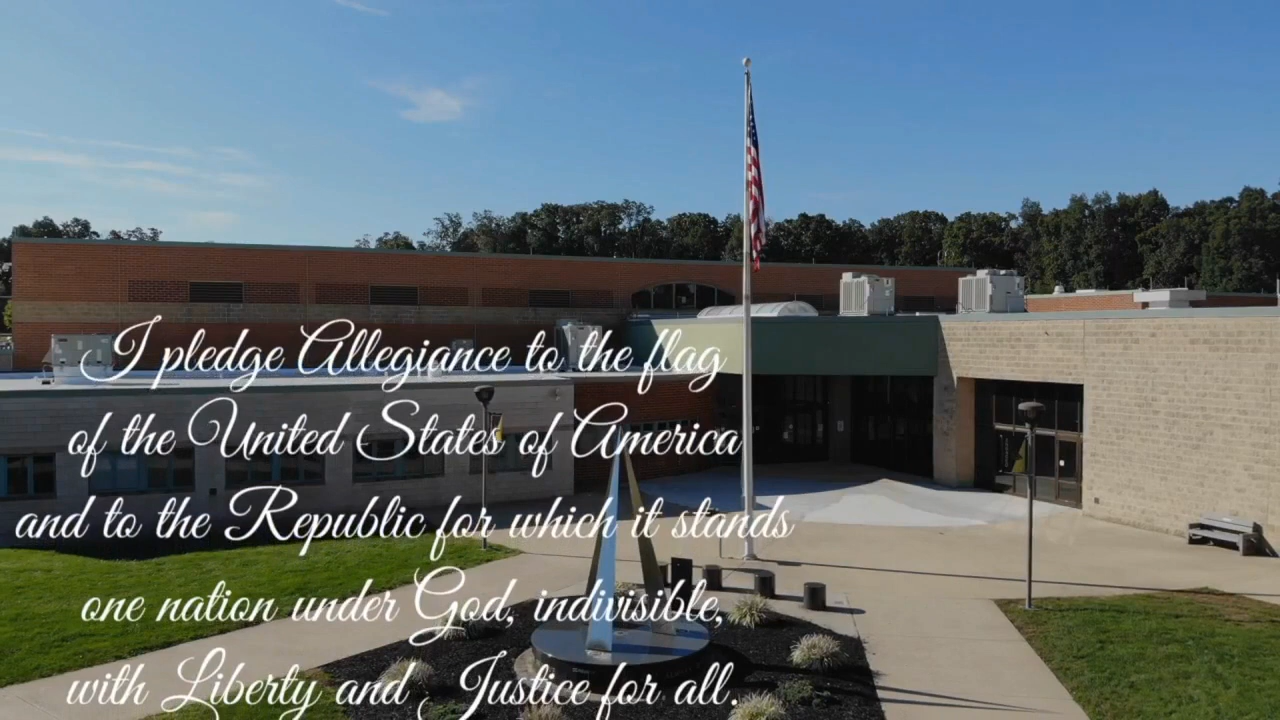 I pledge Allegiance to the flag
of the United States of America
and to the Republic for which it stands
one nation under God, indivisible,
with Liberty and Justice for all.